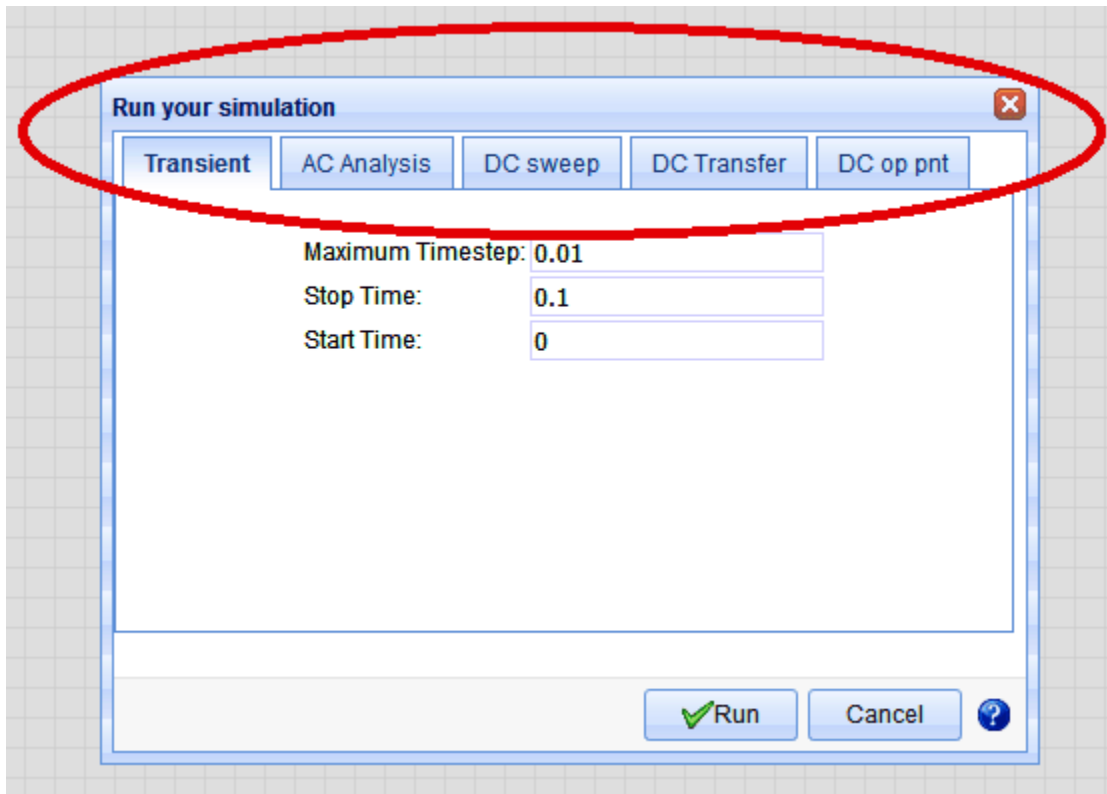 Run your simulation
Transient AC Analysis DC sweep DC Transfer DC op pnt
Maximum Timestep: 0.01
Stop Time: 0.1
Start Time: 0
Run Cancel ?